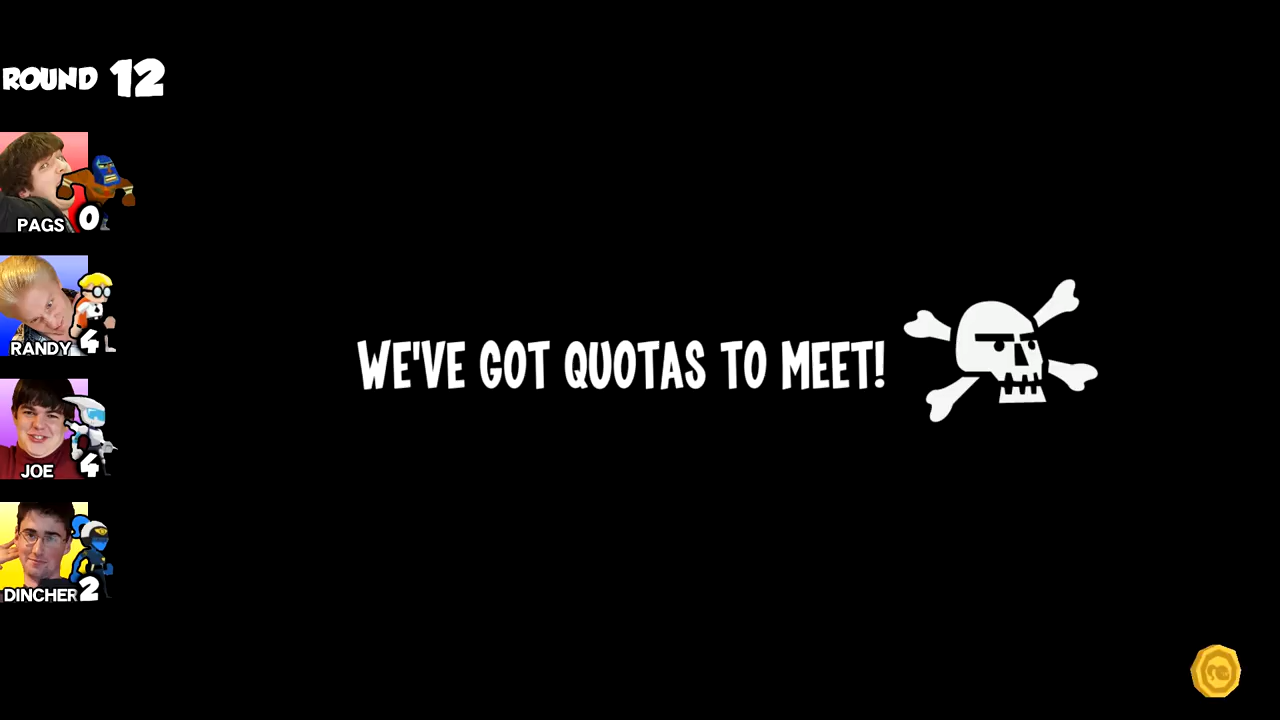 ROUND 12
PAGS 0
RANDY 4
JOE 4
DINCHER 2
WE'VE GOT QUOTAS TO MEET!